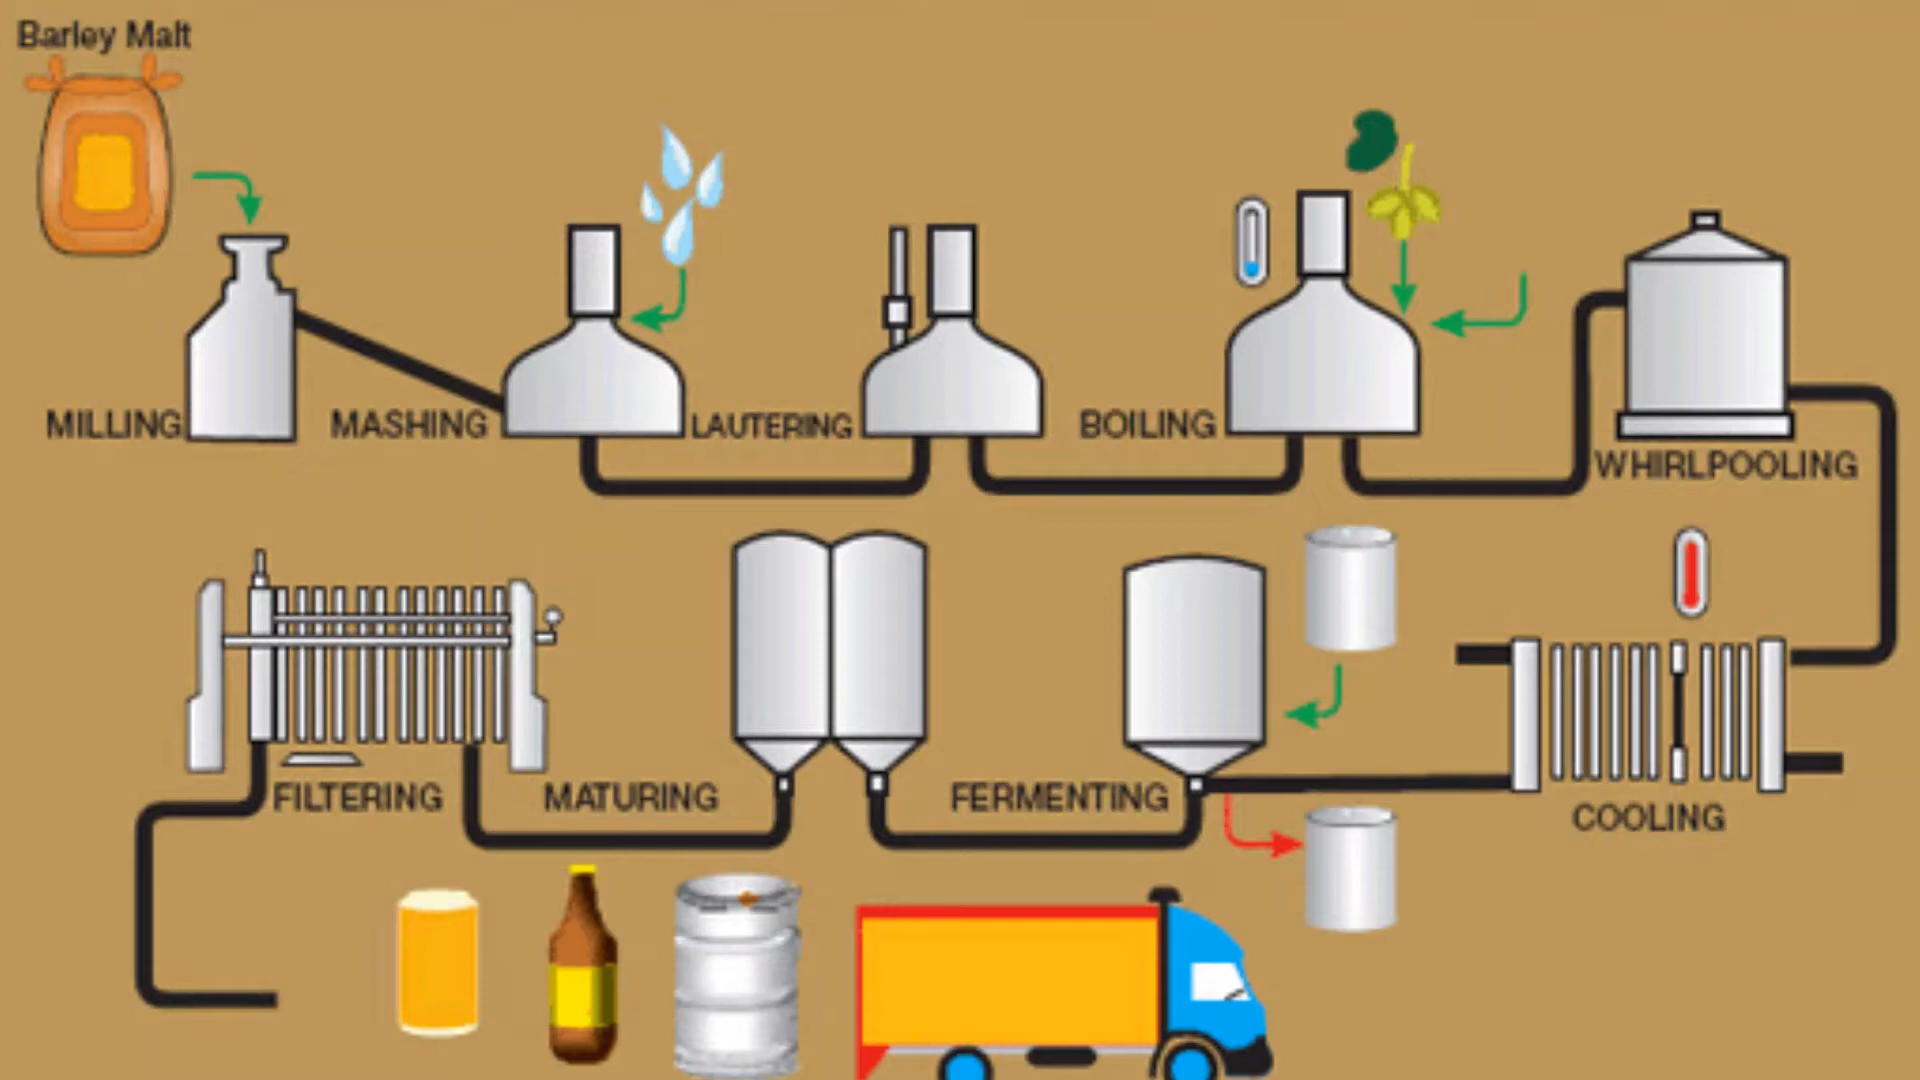 Barley Malt
MILLING
MASHING
LAUTERING
BOILING
WHIRLPOOLING
FILTERING
MATURING
FERMENTING
COOLING